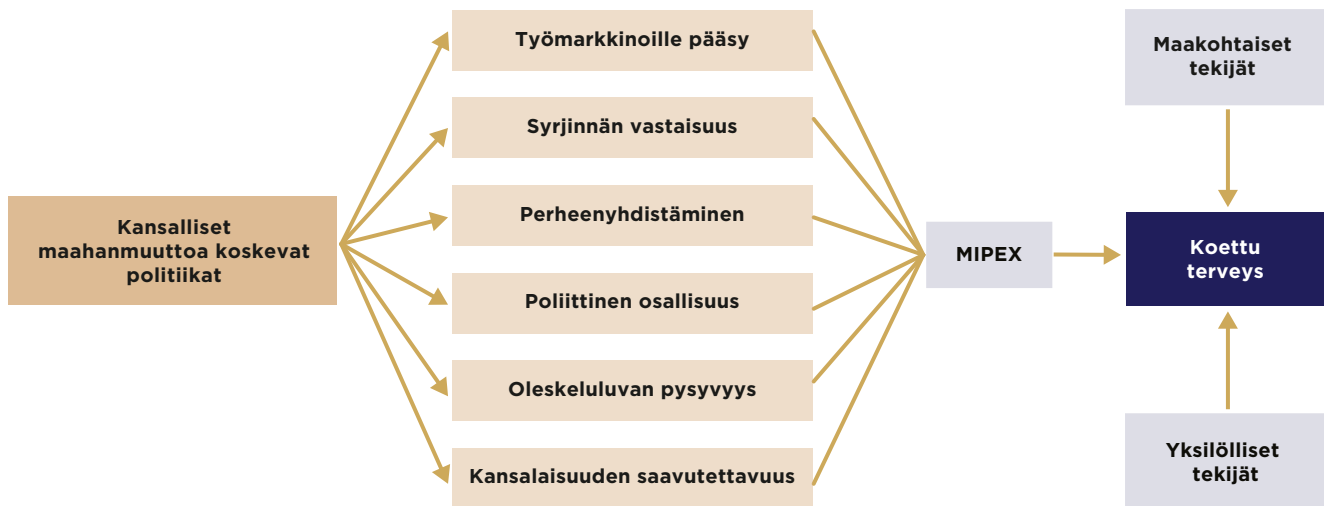 Kansalliset
maahanmuuttoa koskevat
politiikat
Työmarkkinoille pääsy
Syrjinnän vastaisuus
Perheenyhdistäminen
Poliittinen osallisuus
Oleskeluluvan pysyvyys
Kansalaisuuden saavutettavuus
MIPEX
Maakohtaiset
tekijät
Koettu
terveys
Yksilölliset
tekijät